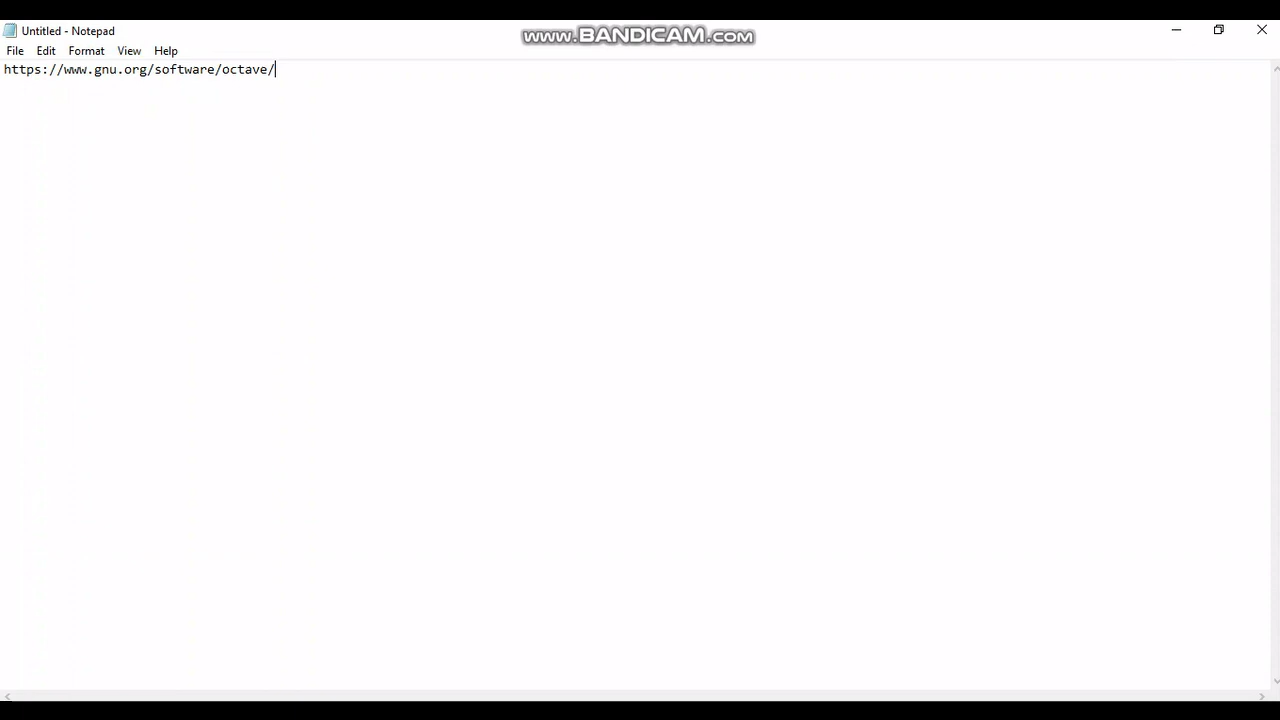 Untitled - Notepad
www.BANDICAM.com
File Edit Format View Help
https://www.gnu.org/software/octave/